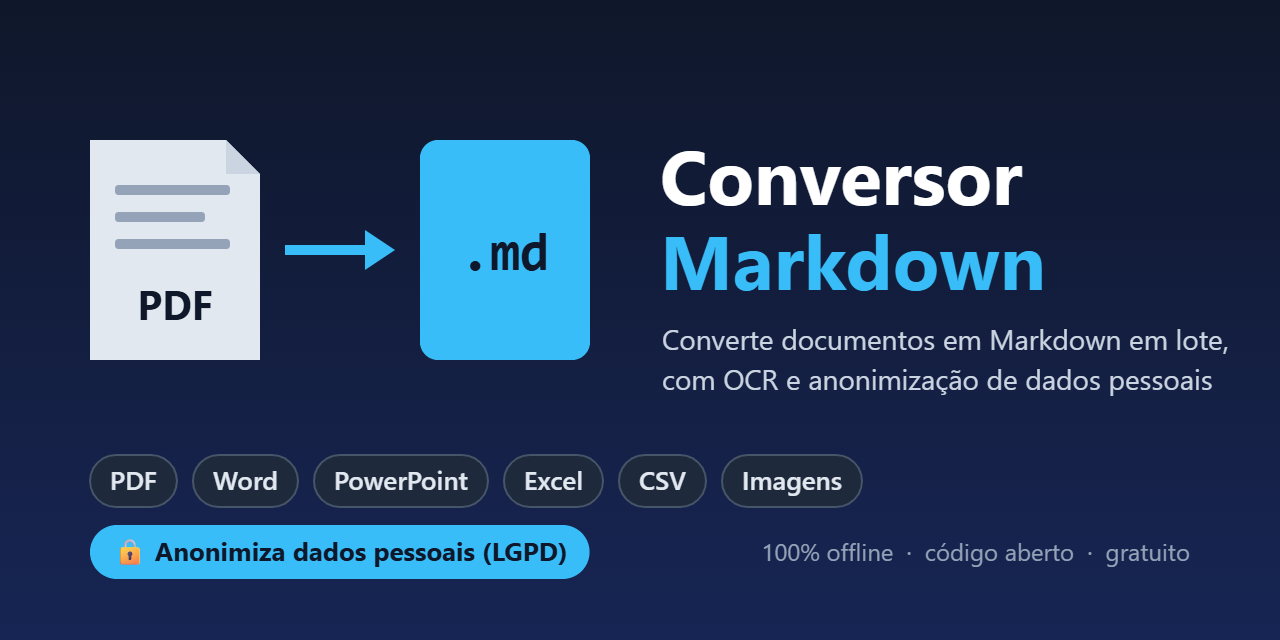 PDF
.md
Conversor
Markdown
Converte documentos em Markdown em lote,
com OCR e anonimização de dados pessoais
PDF
Word
PowerPoint
Excel
CSV
Imagens
Anonimiza dados pessoais (LGPD)
100% offline · código aberto · gratuito